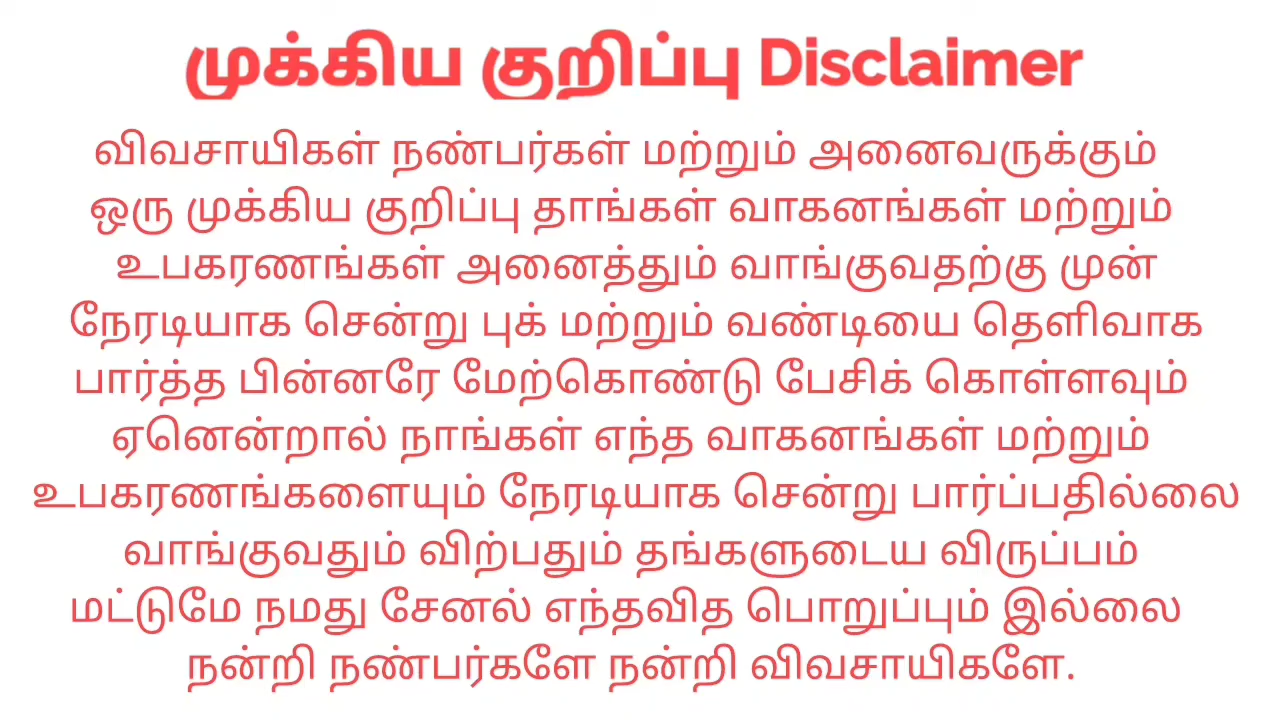 முக்கிய குறிப்பு Disclaimer
விவசாயிகள் நண்பர்கள் மற்றும் அனைவருக்கும்
ஒரு முக்கிய குறிப்பு தாங்கள் வாகனங்கள் மற்றும்
உபகரணங்கள் அனைத்தும் வாங்குவதற்கு முன்
நேரடியாக சென்று புக் மற்றும் வண்டியை தெளிவாக
பார்த்த பின்னரே மேற்கொண்டு பேசிக் கொள்ளவும்
ஏனென்றால் நாங்கள் எந்த வாகனங்கள் மற்றும்
உபகரணங்களையும் நேரடியாக சென்று பார்ப்பதில்லை
வாங்குவதும் விற்பதும் தங்களுடைய விருப்பம்
மட்டுமே நமது சேனல் எந்தவித பொறுப்பும் இல்லை
நன்றி நண்பர்களே நன்றி விவசாயிகளே.